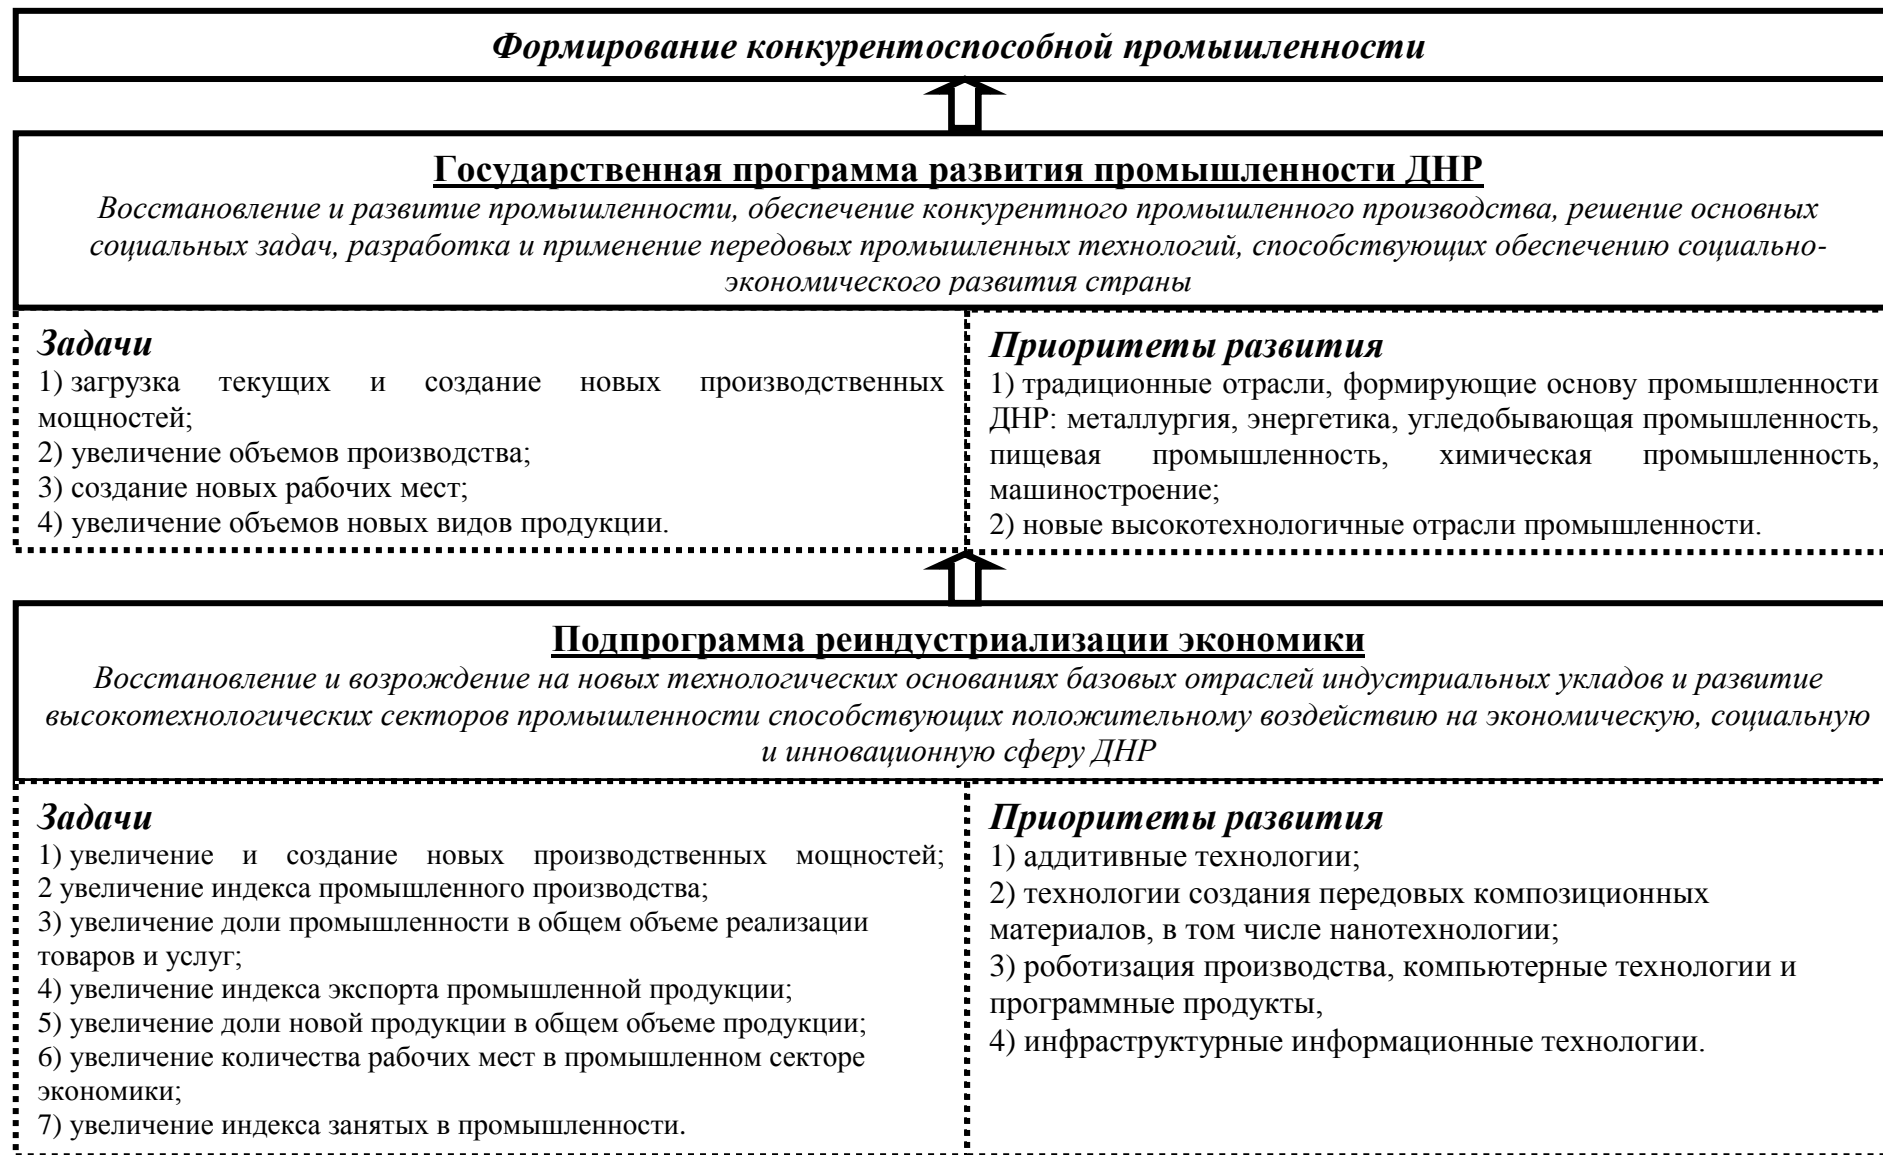 Формирование конкурентоспособной промышленности
Государственная программа развития промышленности ДНР
Восстановление и развитие промышленности, обеспечение конкурентного промышленного производства, решение основных
социальных задач, разработка и применение передовых промышленных технологий, способствующих обеспечению социально-
экономического развития страны
Задачи
1) загрузка текущих и создание новых производственных
мощностей;
2) увеличение объемов производства;
3) создание новых рабочих мест;
4) увеличение объемов новых видов продукции.
Приоритеты развития
1) традиционные отрасли, формирующие основу промышленности
ДНР: металлургия, энергетика, угледобывающая промышленность,
пищевая промышленность, химическая промышленность,
машиностроение;
2) новые высокотехнологичные отрасли промышленности.
Подпрограмма реиндустриализации экономики
Восстановление и возрождение на новых технологических основаниях базовых отраслей индустриальных укладов и развитие
высокотехнологических секторов промышленности способствующих положительному воздействию на экономическую, социальную
и инновационную сферу ДНР
Задачи
1) увеличение и создание новых производственных мощностей;
2 увеличение индекса промышленного производства;
3) увеличение доли промышленности в общем объеме реализации
товаров и услуг;
4) увеличение индекса экспорта промышленной продукции;
5) увеличение доли новой продукции в общем объеме продукции;
6) увеличение количества рабочих мест в промышленном секторе
экономики;
7) увеличение индекса занятых в промышленности.
Приоритеты развития
1) аддитивные технологии;
2) технологии создания передовых композиционных
материалов, в том числе нанотехнологии;
3) роботизация производства, компьютерные технологии и
программные продукты,
4) инфраструктурные информационные технологии.